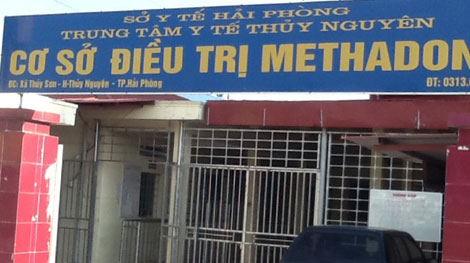 SỞ Y TẾ HẢI PHÒNG
TRUNG TÂM Y TẾ THỦY NGUYÊN
CƠ SỞ ĐIỀU TRỊ METHADON
ĐC: Xã Thủy Sơn - H-Thủy Nguyên - TP.Hải Phòng ĐT: 0313.